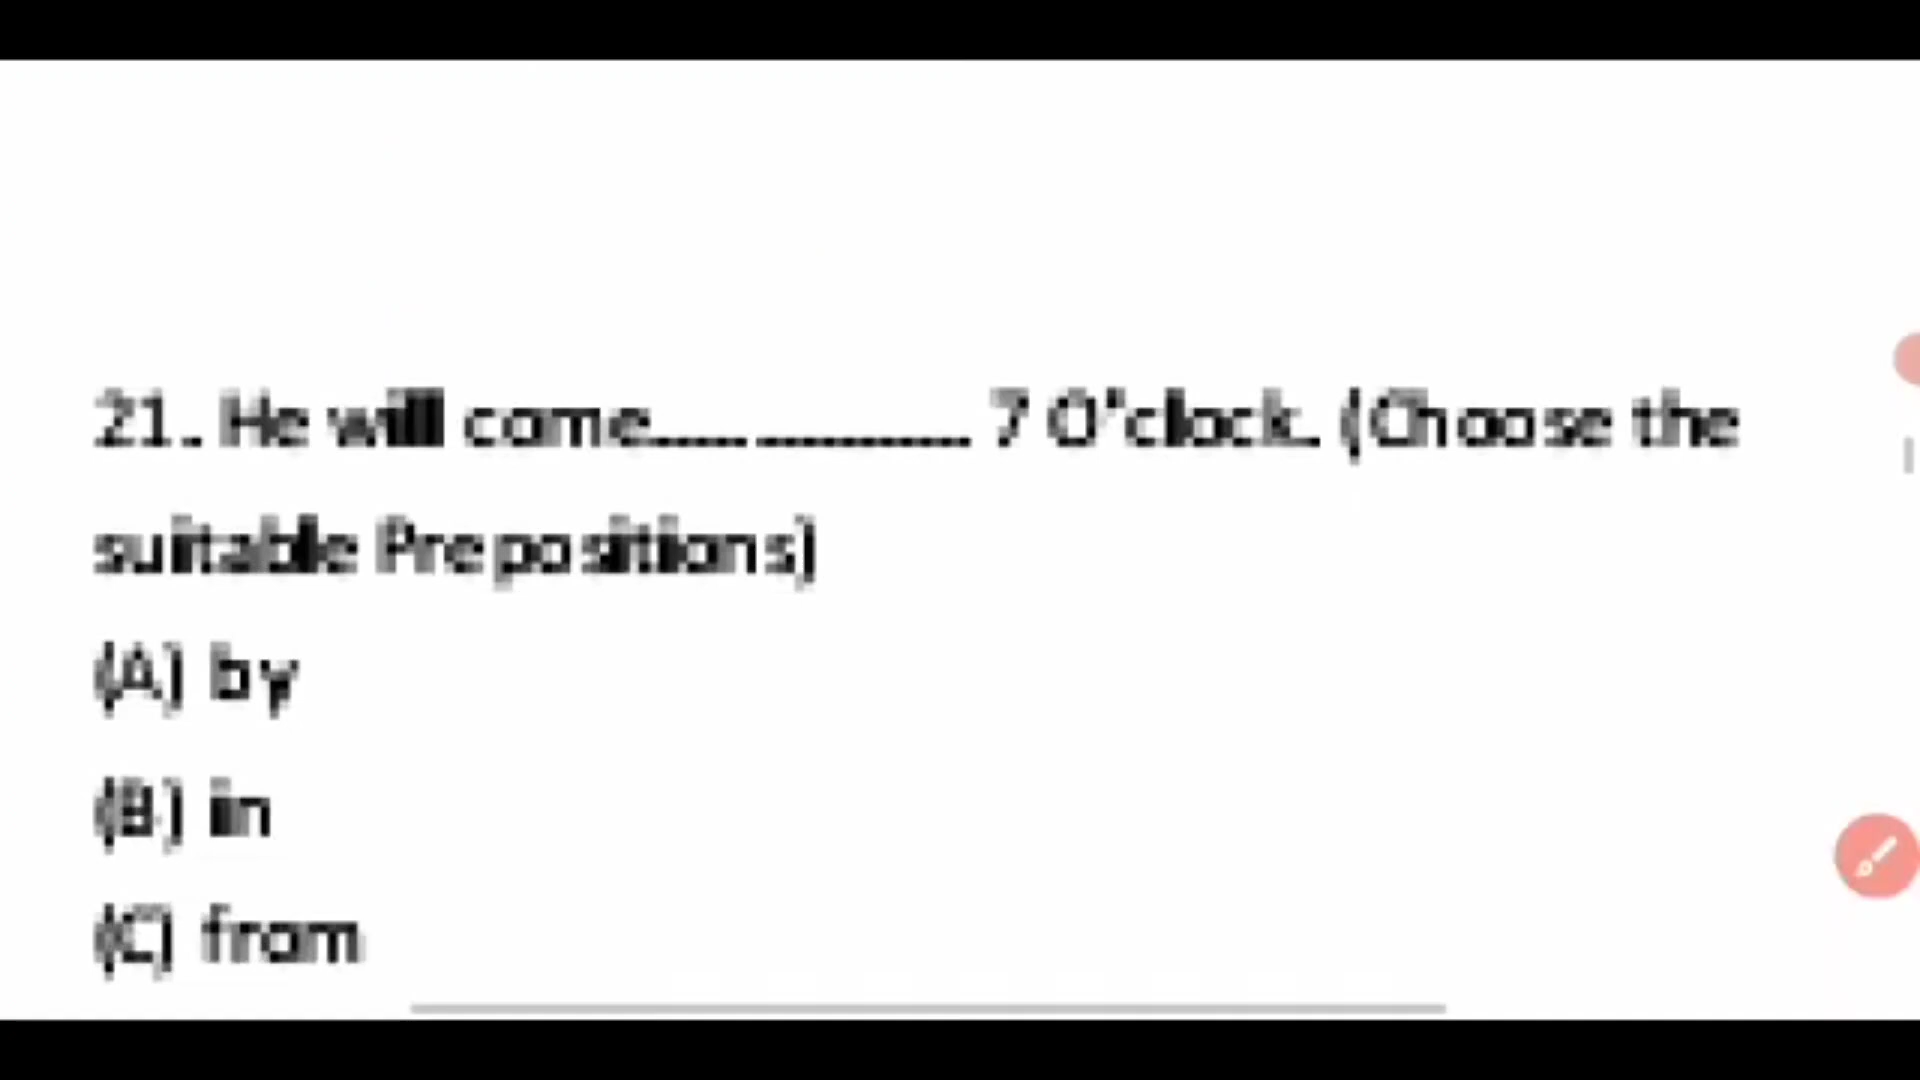 21. He will come.................... 7 O'clock. (Choose the
suitable Prepositions)
(A) by
(B) in
(C) from